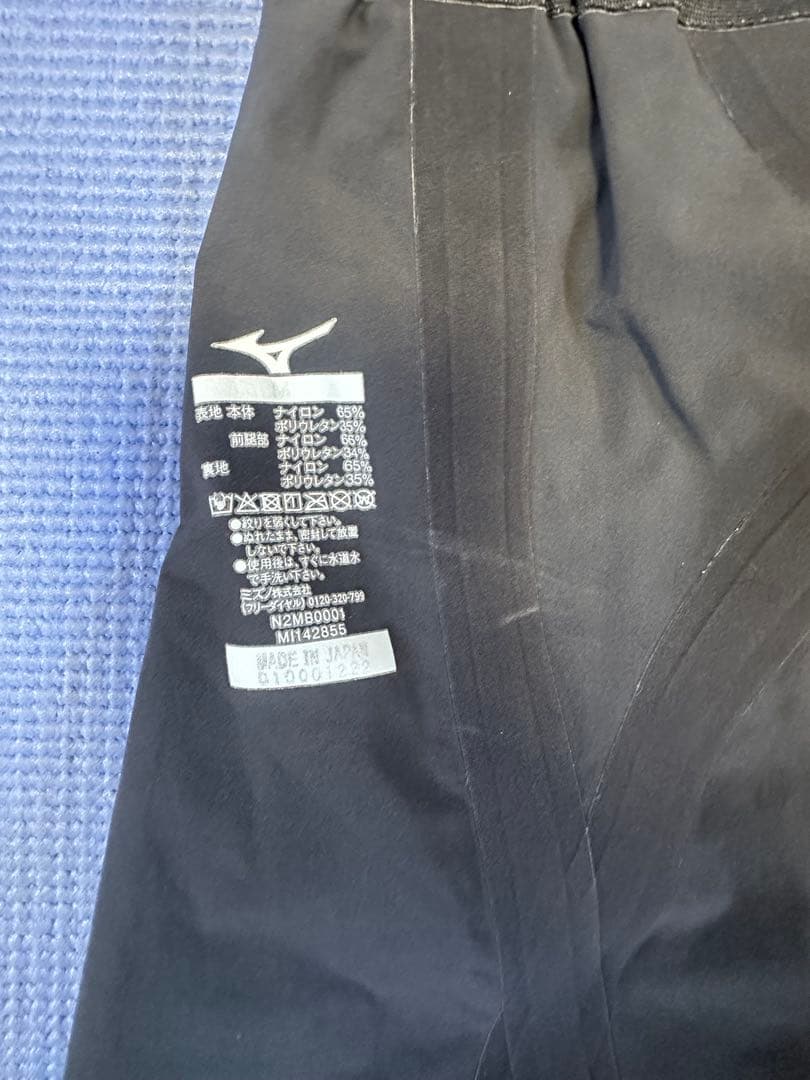 表地 本体 ナイロン 65%
ポリウレタン35%
前腿部 ナイロン 66%
ポリウレタン34%
裏地 ナイロン 65%
ポリウレタン35%
●絞りを弱くして下さい。
●ぬれたまま、密封して放置
しないで下さい。
●使用後は、すぐに水道水
で手洗い下さい。
ミズノ株式会社
(フリーダイヤル) 0120-320-799
N2MB0001
MI142855
MADE IN JAPAN